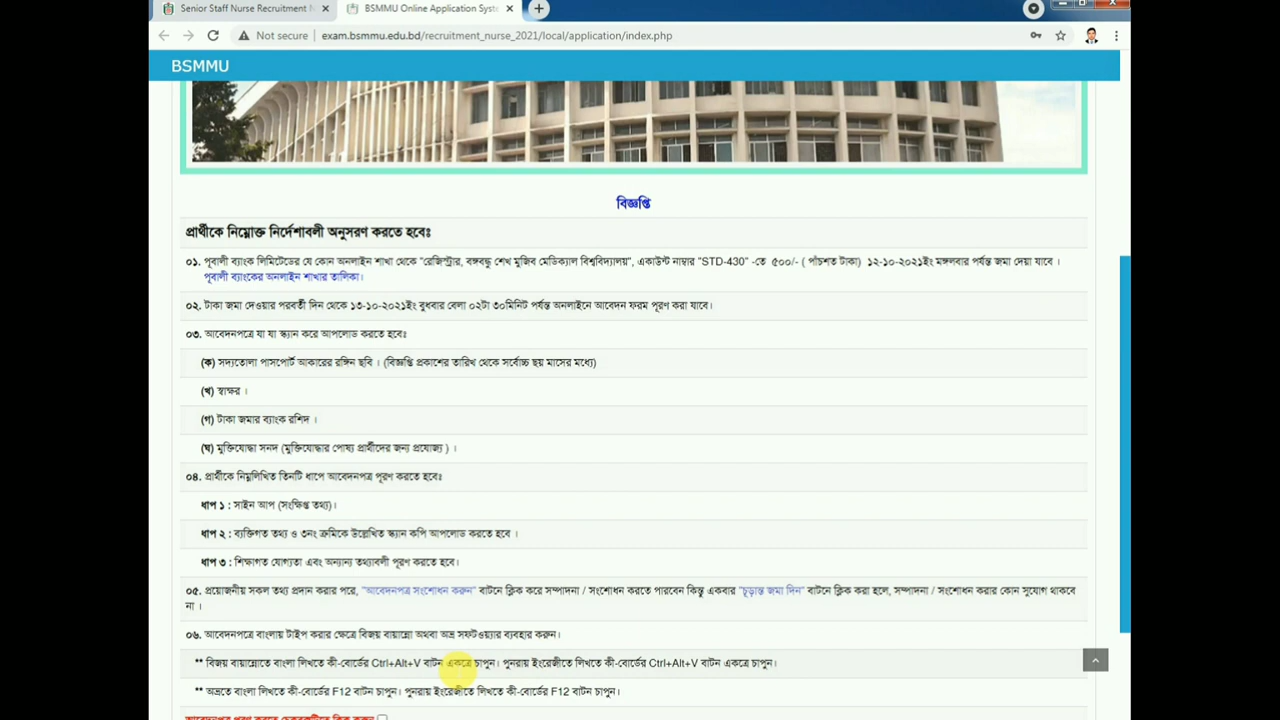 Senior Staff Nurse Recruitment N
BSMMU Online Application Syste
Not secure | exam.bsmmu.edu.bd/recruitment_nurse_2021/local/application/index.php
BSMMU
বিজ্ঞপ্তি
প্রার্থীকে নিম্নোক্ত নির্দেশাবলী অনুসরণ করতে হবেঃ
০১. পূবালী ব্যাংক লিমিটেডের যে কোন অনলাইন শাখা থেকে "রেজিস্ট্রার, বঙ্গবন্ধু শেখ মুজিব মেডিক্যাল বিশ্ববিদ্যালয়", একাউন্ট নাম্বার "STD-430" -তে ৫০০/- ( পাঁচশত টাকা) ১২-১০-২০২১ইং মঙ্গলবার পর্যন্ত জমা দেয়া যাবে ।
পূবালী ব্যাংকের অনলাইন শাখার তালিকা।
০২. টাকা জমা দেওয়ার পরবর্তী দিন থেকে ১৩-১০-২০২১ইং বুধবার বেলা ০২টা ৩০মিনিট পর্যন্ত অনলাইনে আবেদন ফরম পূরণ করা যাবে।
০৩. আবেদনপত্রে যা যা স্ক্যান করে আপলোড করতে হবেঃ
(ক) সদ্যতোলা পাসপোর্ট আকারের রঙ্গিন ছবি । (বিজ্ঞপ্তি প্রকাশের তারিখ থেকে সর্বোচ্চ ছয় মাসের মধ্যে)
(খ) স্বাক্ষর ।
(গ) টাকা জমার ব্যাংক রশিদ ।
(ঘ) মুক্তিযোদ্ধা সনদ (মুক্তিযোদ্ধার পোষ্য প্রার্থীদের জন্য প্রযোজ্য ) ।
০৪. প্রার্থীকে নিম্নলিখিত তিনটি ধাপে আবেদনপত্র পূরণ করতে হবেঃ
ধাপ ১ : সাইন আপ (সংক্ষিপ্ত তথ্য)।
ধাপ ২ : ব্যক্তিগত তথ্য ও ৩নং ক্রমিকে উল্লেখিত স্ক্যান কপি আপলোড করতে হবে ।
ধাপ ৩ : শিক্ষাগত যোগ্যতা এবং অন্যান্য তথ্যাবলী পূরণ করতে হবে।
০৫. প্রয়োজনীয় সকল তথ্য প্রদান করার পরে, "আবেদনপত্র সংশোধন করুন" বাটনে ক্লিক করে সম্পাদনা / সংশোধন করতে পারবেন কিন্তু একবার "চূড়ান্ত জমা দিন" বাটনে ক্লিক করা হলে, সম্পাদনা / সংশোধন করার কোন সুযোগ থাকবে
না ।
০৬. আবেদনপত্রে বাংলায় টাইপ করার ক্ষেত্রে বিজয় বায়ান্নো অথবা অভ্র সফটওয়্যার ব্যবহার করুন।
** বিজয় বায়ান্নোতে বাংলা লিখতে কী-বোর্ডের Ctrl+Alt+V বাটন একত্রে চাপুন। পুনরায় ইংরেজীতে লিখতে কী-বোর্ডের Ctrl+Alt+V বাটন একত্রে চাপুন।
** অভ্রতে বাংলা লিখতে কী-বোর্ডের F12 বাটন চাপুন। পুনরায় ইংরেজীতে লিখতে কী-বোর্ডের F12 বাটন চাপুন।